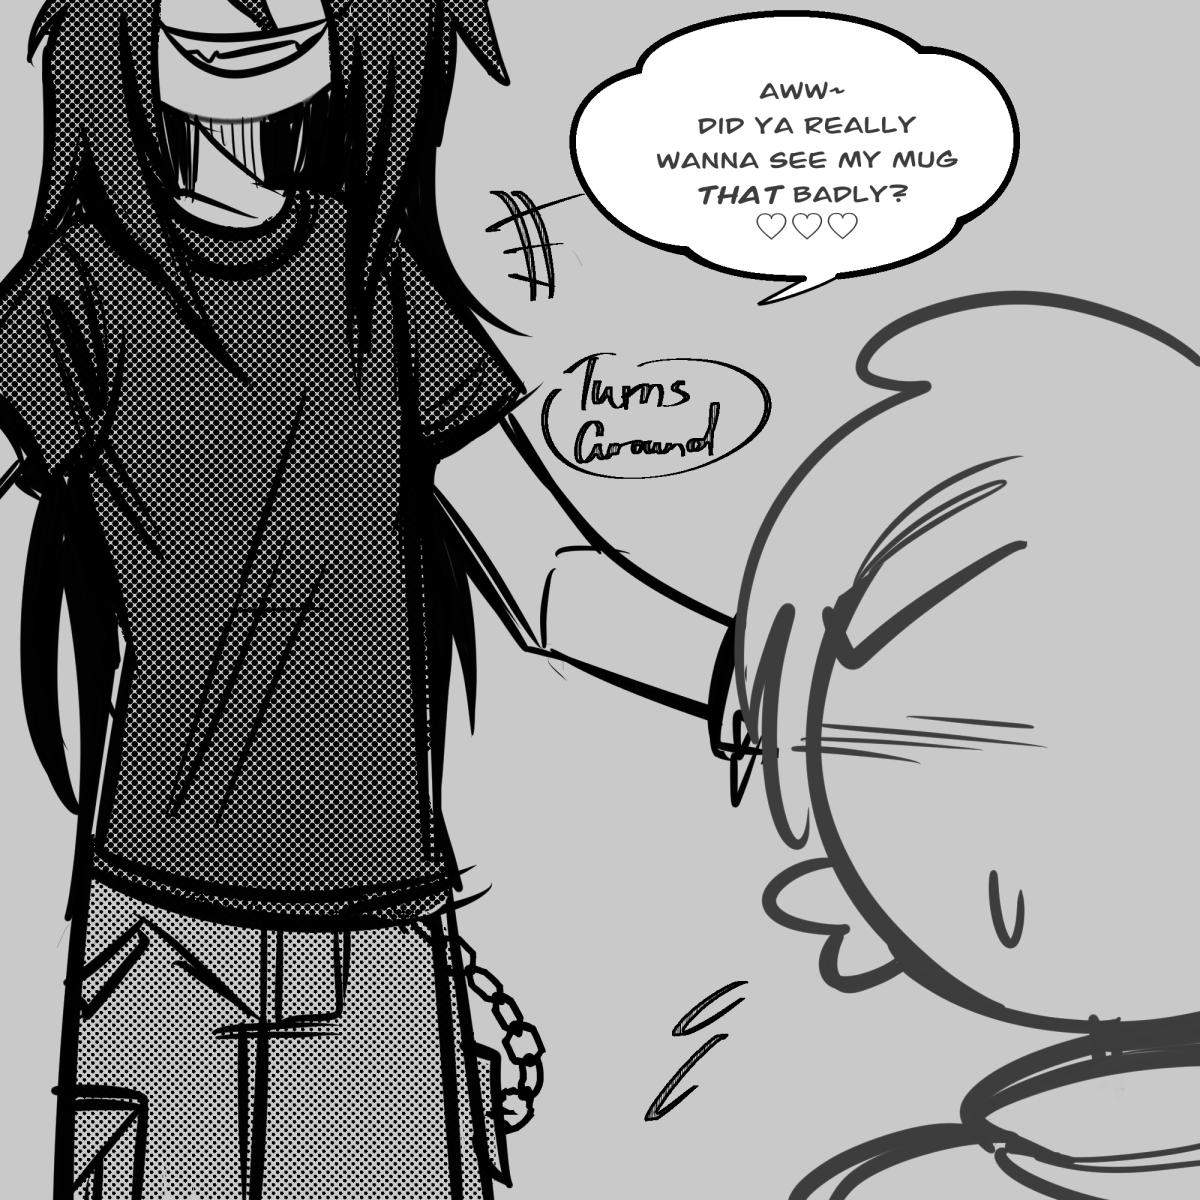 AWW~
DID YA REALLY
WANNA SEE MY MUG
THAT BADLY?
♡♡♡
Turns
Around